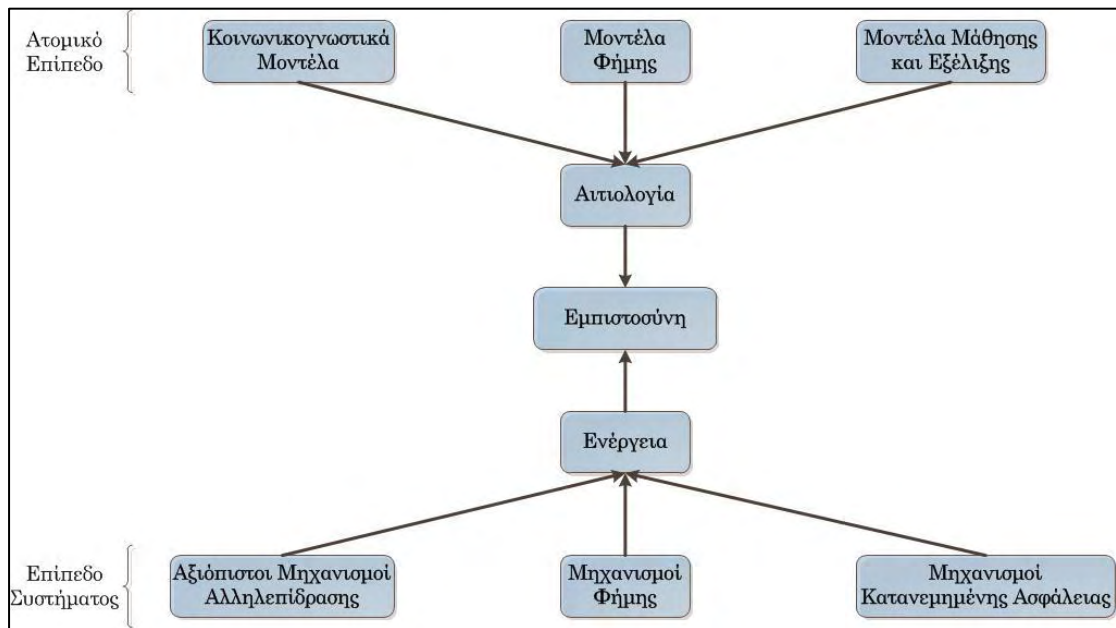 Ατομικό
Επίπεδο
Κοινωνικογνωστικά
Μοντέλα
Μοντέλα
Φήμης
Μοντέλα Μάθησης
και Εξέλιξης
Αιτιολογία
Εμπιστοσύνη
Ενέργεια
Επίπεδο
Συστήματος
Αξιόπιστοι Μηχανισμοί
Αλληλεπίδρασης
Μηχανισμοί
Φήμης
Μηχανισμοί
Κατανεμημένης Ασφάλειας